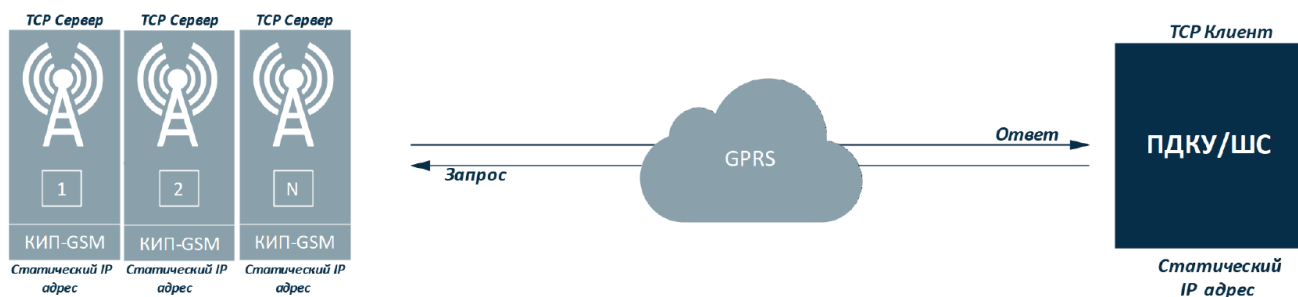 TCP Сервер
TCP Сервер
TCP Сервер
1
2
N
КИП-GSM
КИП-GSM
КИП-GSM
Статический IP
адрес
Статический IP
адрес
Статический IP
адрес
GPRS
Ответ
Запрос
TCP Клиент
ПДКУ/ШС
Статический
IP адрес